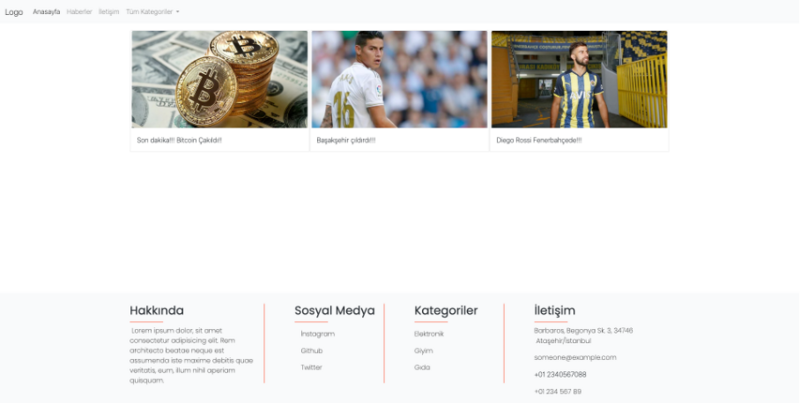 Logo Anasayfa Haberler İletişim Tüm Kategoriler
16
Son dakika!!! Bitcoin Çakıldı!!
Başakşehir çıldırdı!!!
Diego Rossi Fenerbahçede!!!
Hakkında
Lorem ipsum dolor, sit amet
consectetur adipisicing elit. Rem
architecto beatae neque est
assumenda iste maxime debitis quae
veritatis, eum, illum nihil aperiam
quisquam.
Sosyal Medya
Instagram
Github
Twitter
Kategoriler
Elektronik
Giyim
Gıda
İletişim
Barbaros, Begonya Sk. 3, 34746
Ataşehir/İstanbul
someone@example.com
+01 2340567088
+01 234 567 89